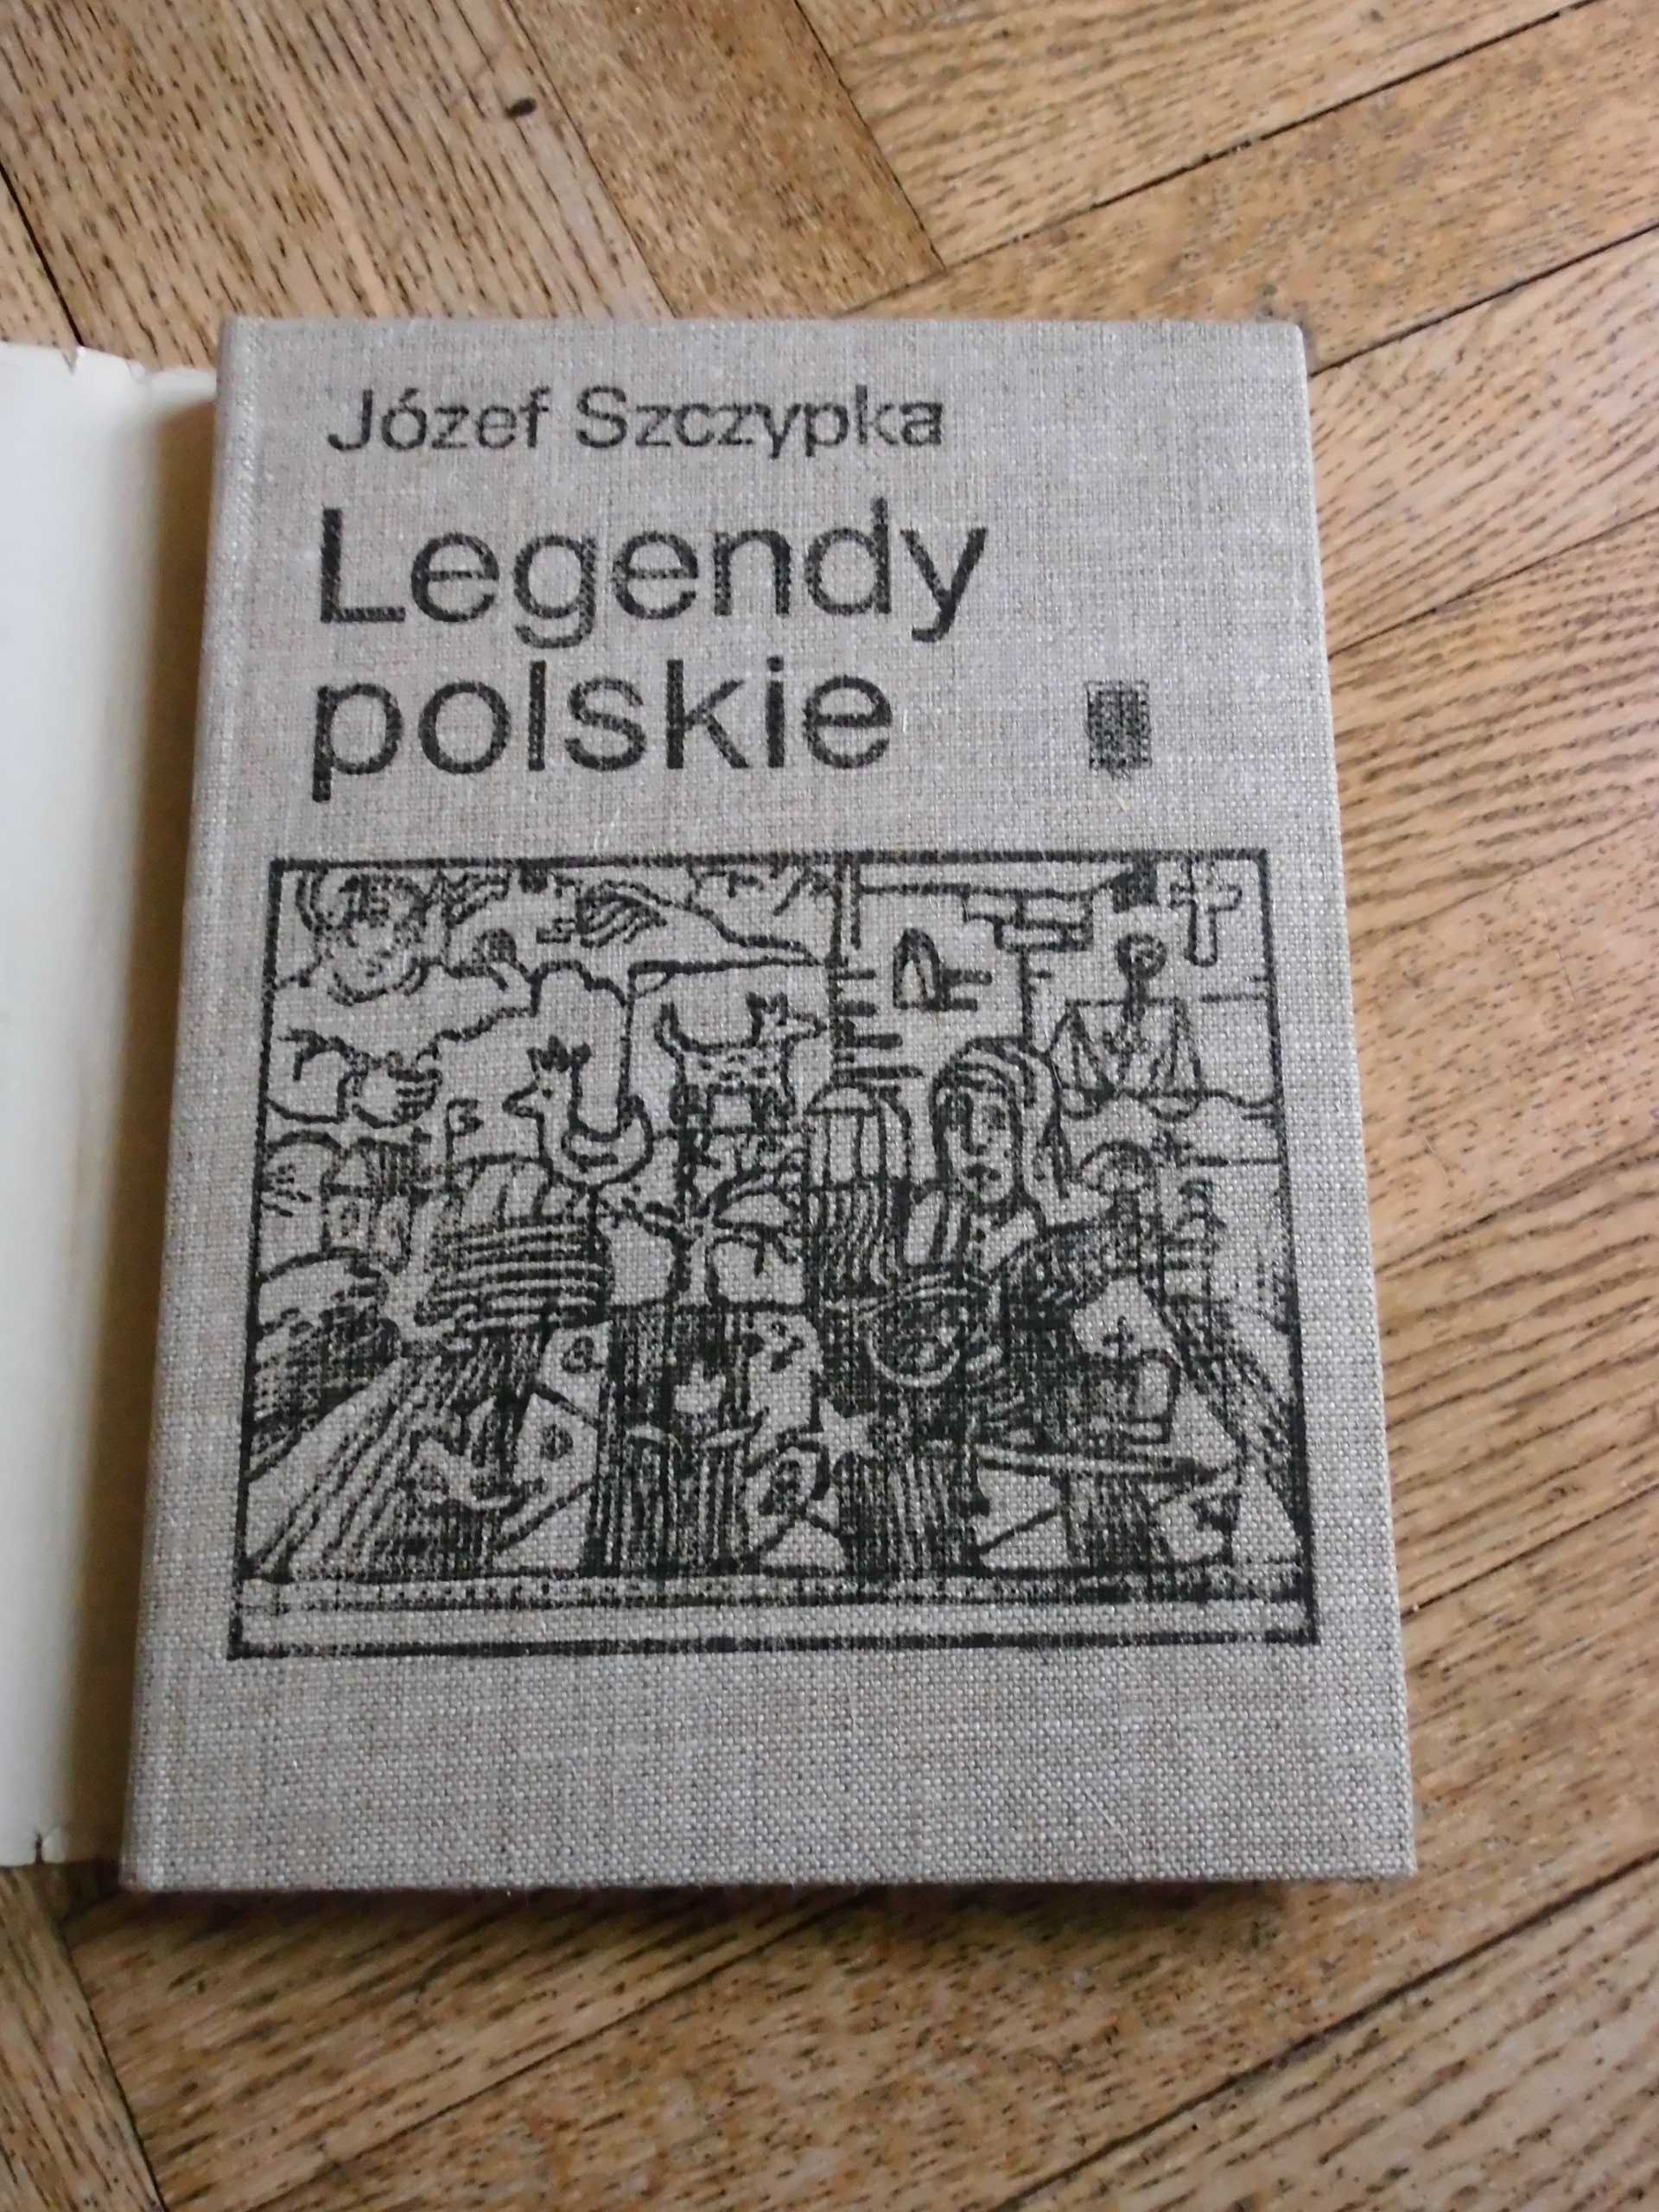 Józef Szczypka
Legendy
polskie